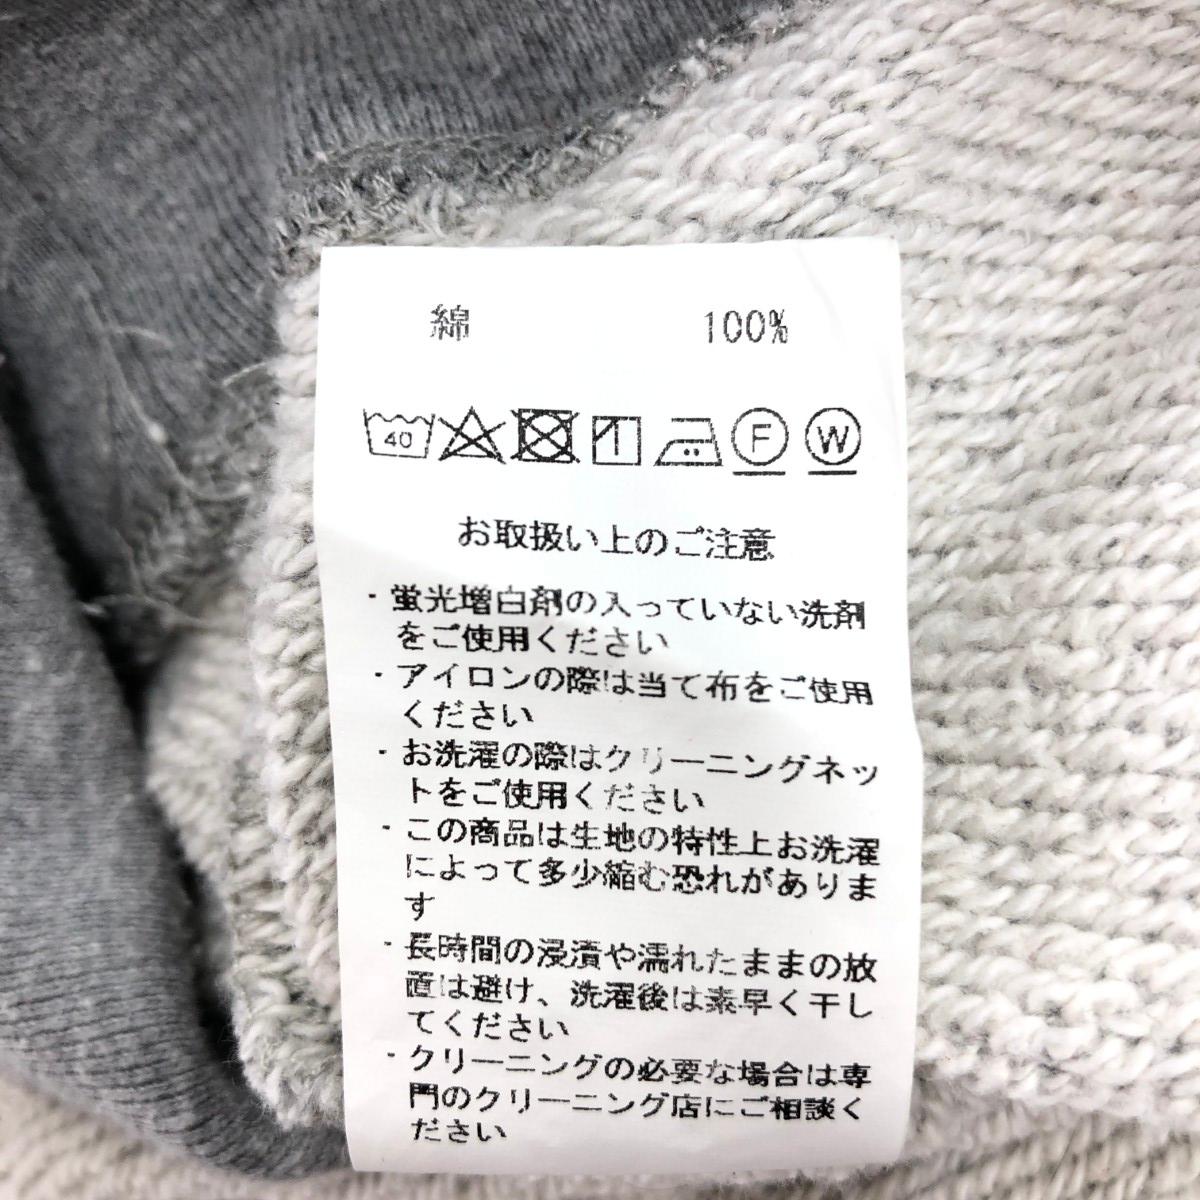 綿 100%
40 F W
お取扱い上のご注意
・蛍光増白剤の入っていない洗剤
をご使用ください
・アイロンの際は当て布をご使用
ください
・お洗濯の際はクリーニングネッ
トをご使用ください
・この商品は生地の特性上お洗濯
によって多少縮む恐れがありま
す
・長時間の浸漬や濡れたままの放
置は避け、洗濯後は素早く干し
てください
・クリーニングの必要な場合は専
門のクリーニング店にご相談く
ださい